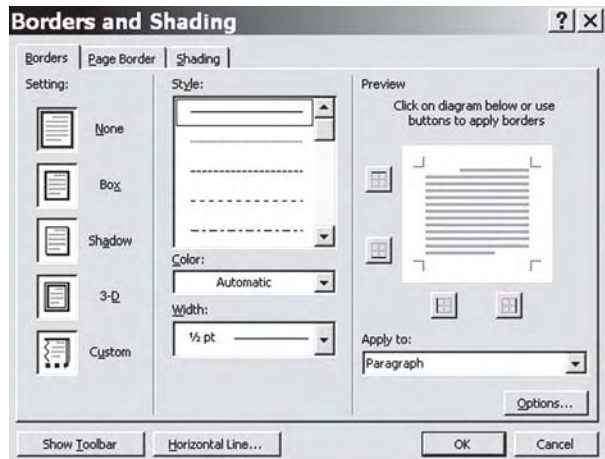 Borders and Shading
? ×
Borders Page Border Shading
Setting:
None
Box
Shadow
3-D
Custom
Style:
Color:
Automatic
Width:
½ pt
Preview
Click on diagram below or use
buttons to apply borders
Apply to:
Paragraph
Options...
Show Toolbar
Horizontal Line...
OK
Cancel